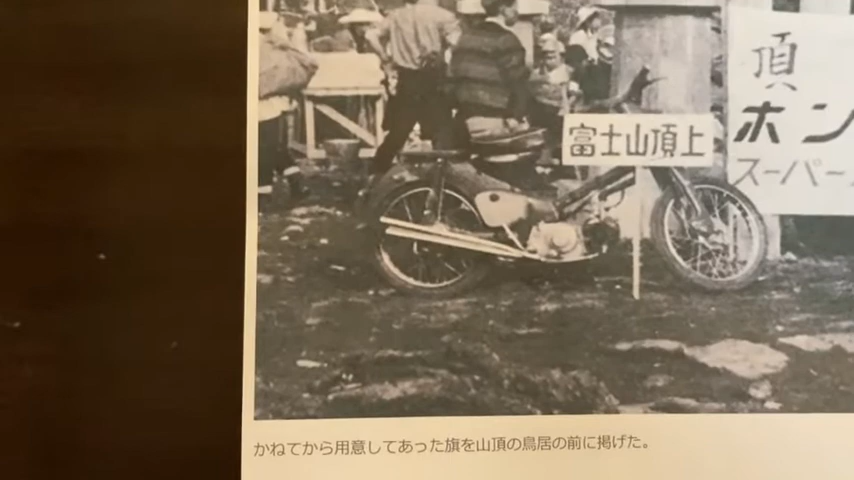 富士山頂上
頂
ホン
スーパー
かねてから用意してあった旗を山頂の鳥居の前に掲げた。